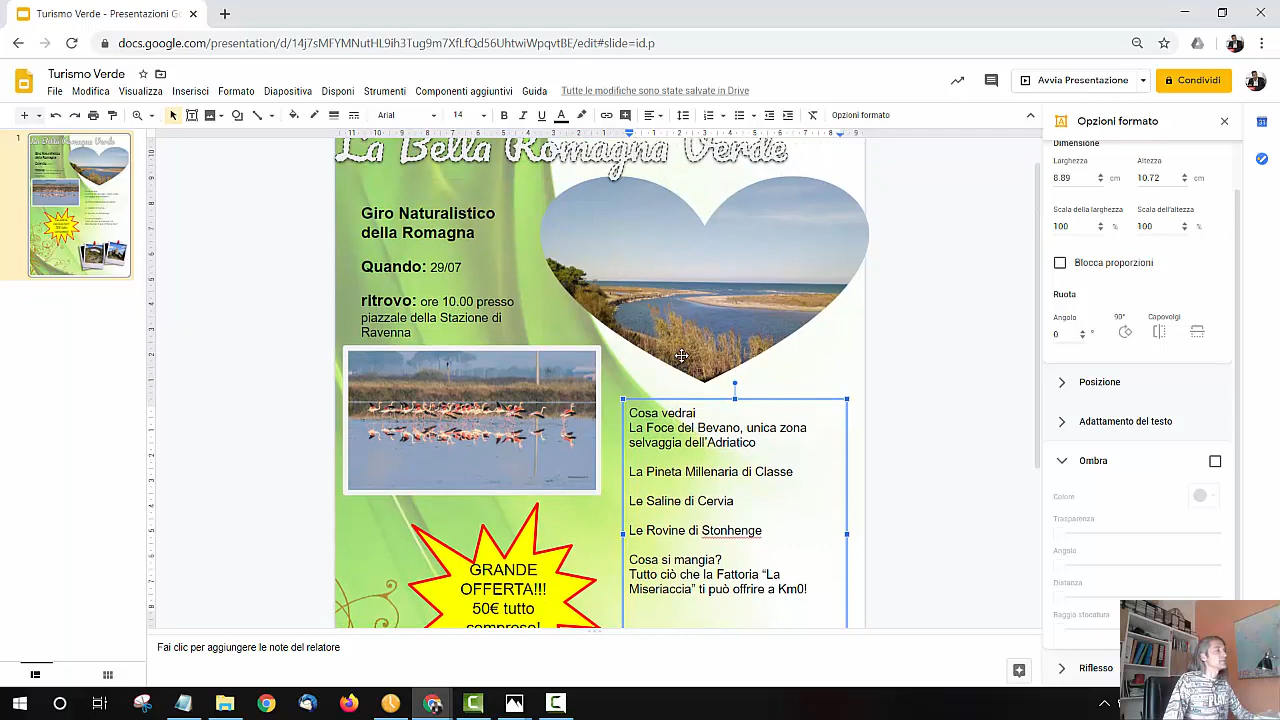 Turismo Verde - Presentazioni Go
docs.google.com/presentation/d/14j7sMFYMNutHL9ih3Tug9m7XfLfQd56UhtwiWpqvtBE/edit#slide=id.p
Turismo Verde
File Modifica Visualizza Inserisci Formato Diapositiva Disponi Strumenti Componenti aggiuntivi Guida Tutte le modifiche sono state salvate in Drive
Avvia Presentazione
Condividi
Arial 14 B I U A Opzioni formato
Opzioni formato
Dimensione
Larghezza Altezza
8.89 cm 10.72 cm
Scala della larghezza Scala dell'altezza
100 % 100 %
Blocca proporzioni
Ruota
Angolo 90° Capovolgi
0 °
Posizione
Adattamento del testo
Ombra
Colore
Trasparenza
Angolo
Distanza
Raggio sfocatura
Riflesso
1
La Bella Romagna Verde
Giro Naturalistico
della Romagna
Quando: 29/07
rItrovo: ore 10.00 presso
piazzale della Stazione di
Ravenna
Cosa vedrai
La Foce del Bevano, unica zona
selvaggia dell'Adriatico
La Pineta Millenaria di Classe
Le Saline di Cervia
Le Rovine di Stonhenge
Cosa si mangia?
Tutto ciò che la Fattoria “La
Miseriaccia” ti può offrire a Km0!
GRANDE
OFFERTA!!!
50€ tutto
compreso!
Fai clic per aggiungere le note del relatore